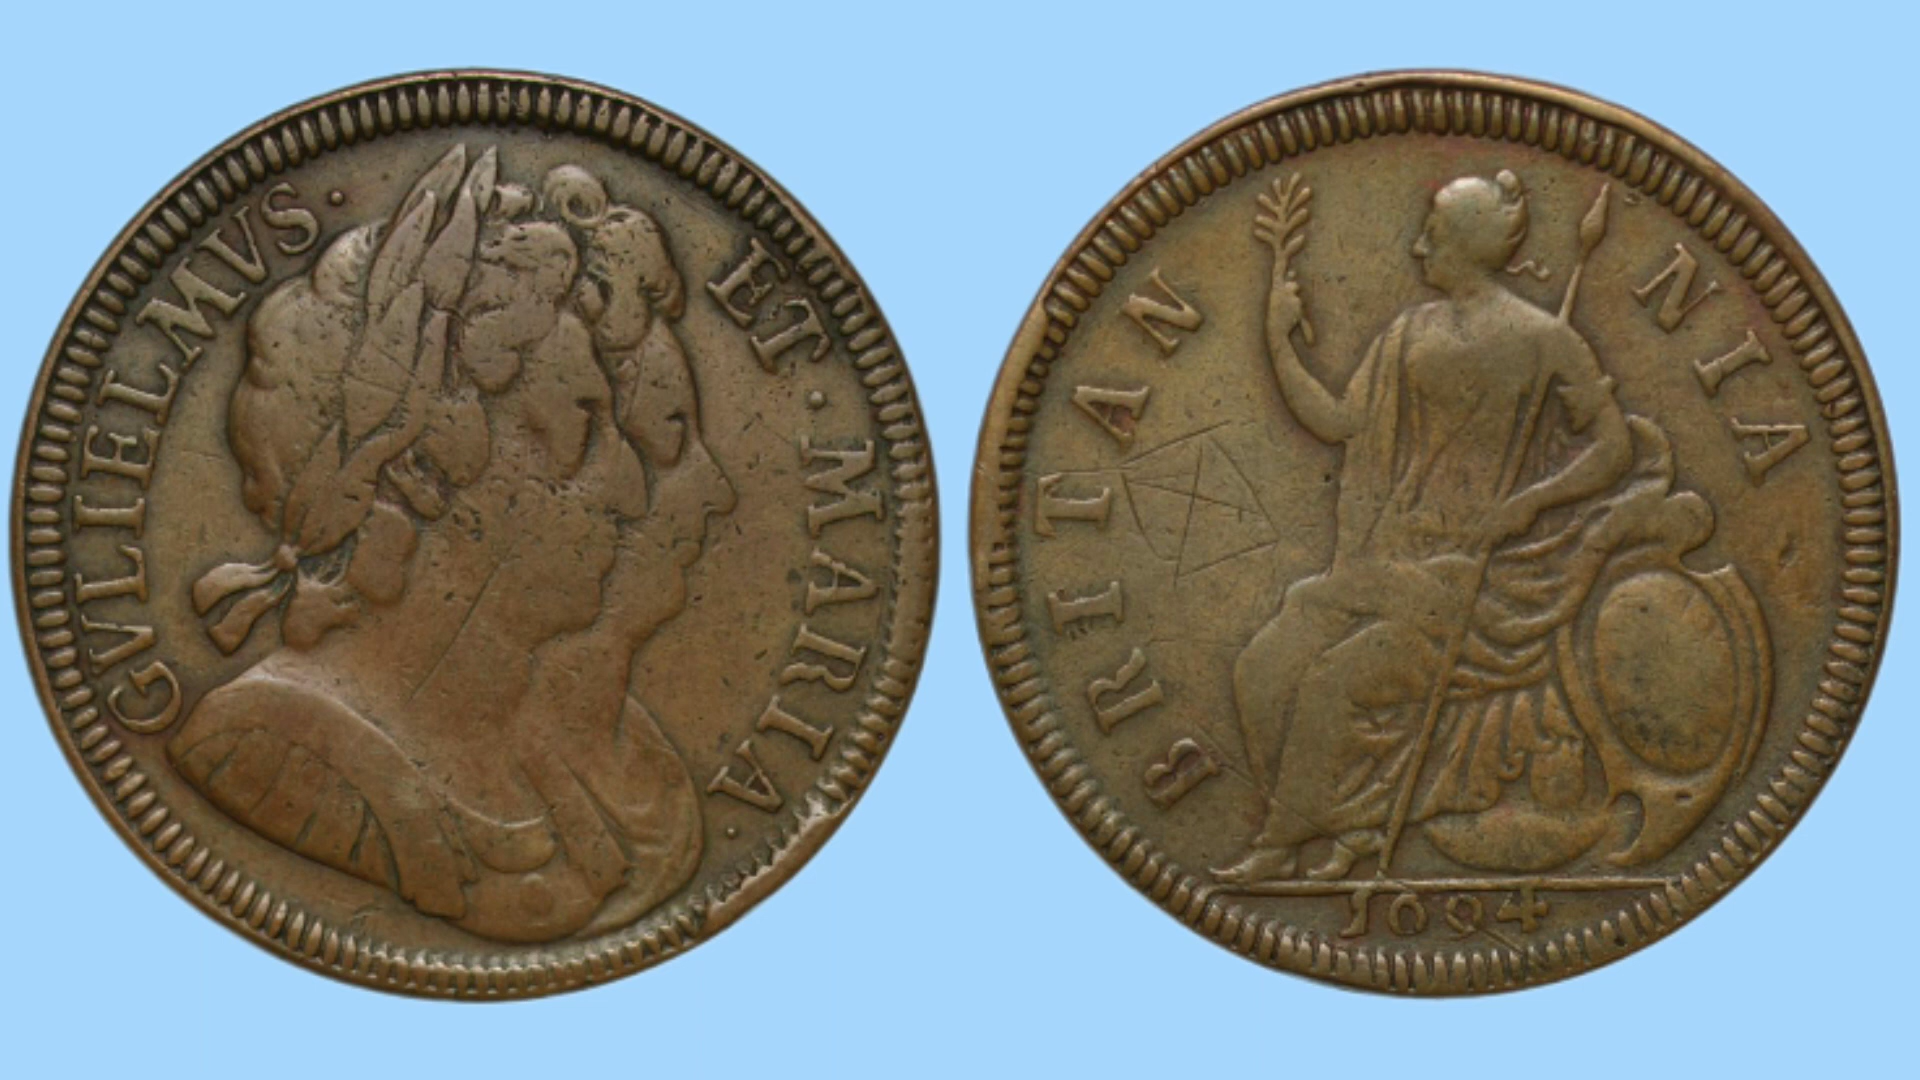 GVLIELMVS · ET · MARIA ·
BRITAN NIA
1694